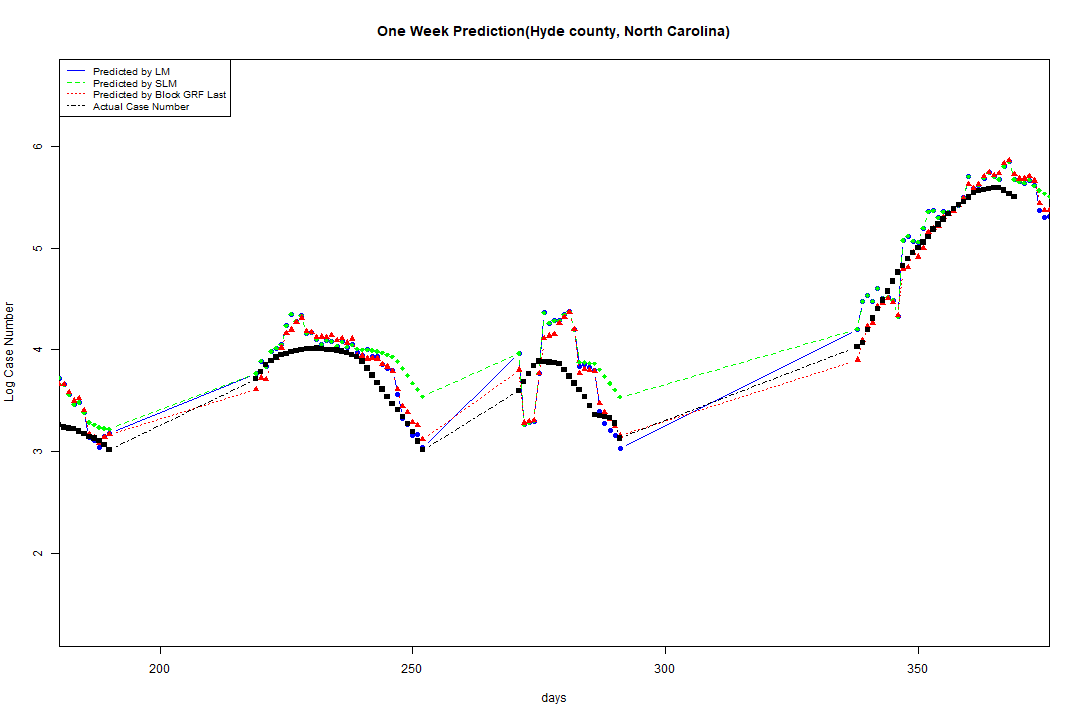 One Week Prediction(Hyde county, North Carolina)
Predicted by LM
Predicted by SLM
Predicted by Block GRF Last
Actual Case Number
6
5
4
3
2
Log Case Number
200
250
300
350
days